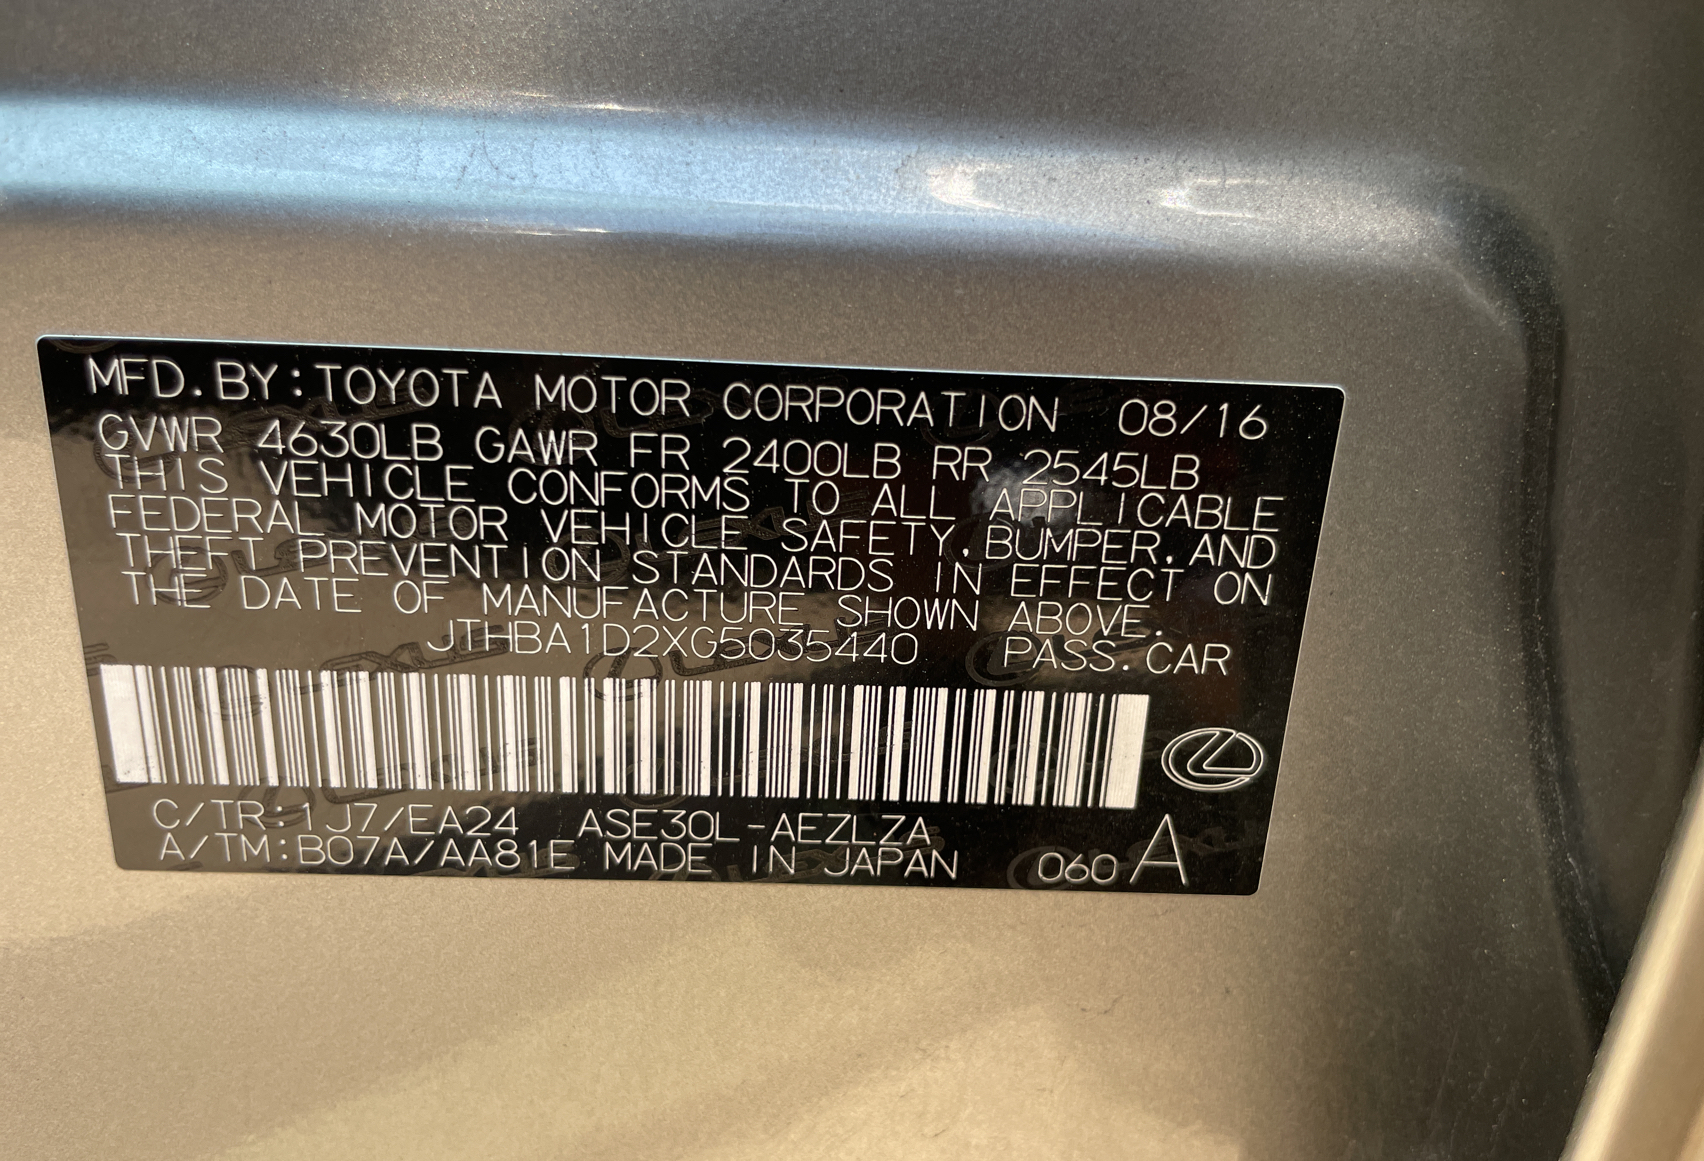 MFD.BY:TOYOTA MOTOR CORPORATION 08/16
GVWR 4630LB GAWR FR 2400LB RR 2545LB
THIS VEHICLE CONFORMS TO ALL APPLICABLE
FEDERAL MOTOR VEHICLE SAFETY,BUMPER,AND
THEFT PREVENTION STANDARDS IN EFFECT ON
THE DATE OF MANUFACTURE SHOWN ABOVE.
JTHBA1D2XG5035440 PASS.CAR
C/TR:1J7/EA24 ASE30L-AEZLZA
A/TM:B07A/AA81E MADE IN JAPAN 060 A